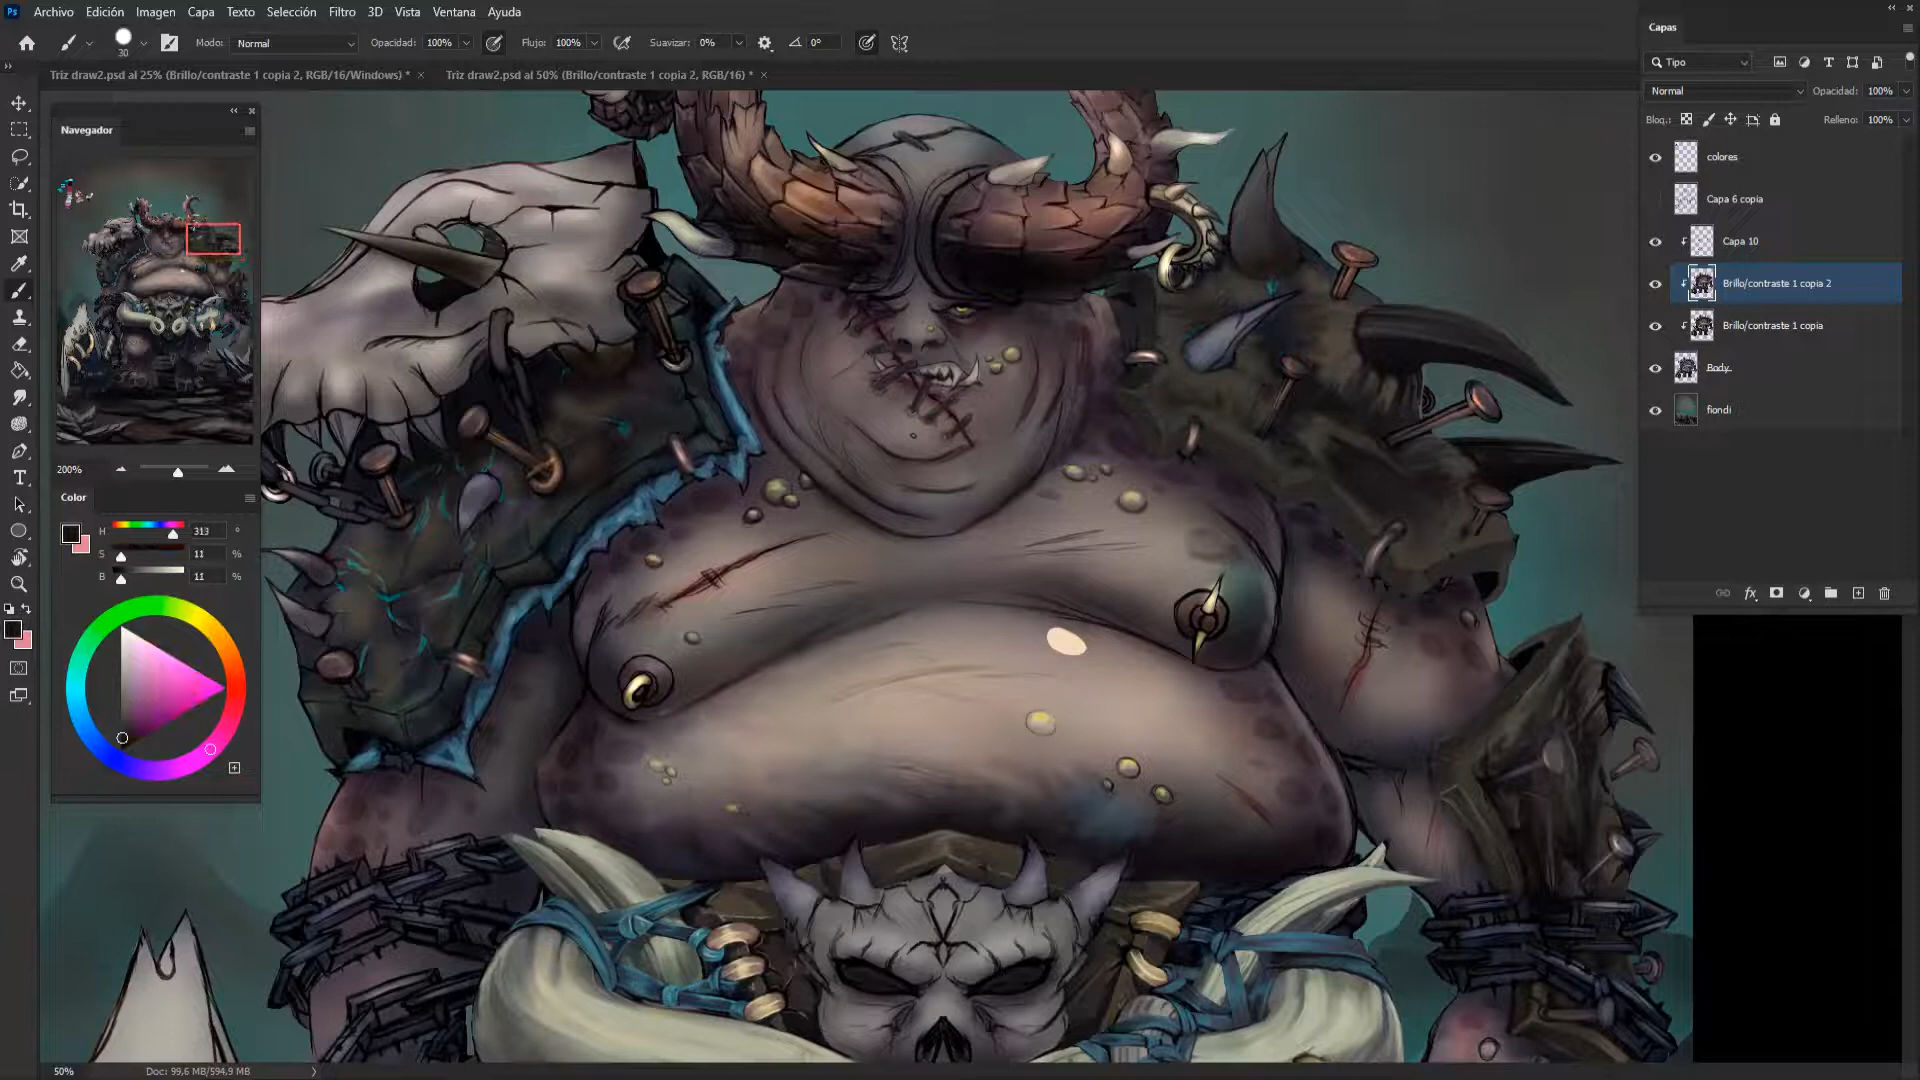 Ps Archivo Edición Imagen Capa Texto Selección Filtro 3D Vista Ventana Ayuda
30 Modo: Normal Opacidad: 100% Flujo: 100% Suavizar: 0% 0°
Triz draw2.psd al 25% (Brillo/contraste 1 copia 2, RGB/16/Windows) * × Triz draw2.psd al 50% (Brillo/contraste 1 copia 2, RGB/16) * ×
Navegador
200%
Color
H 313 °
S 11 %
B 11 %
Capas
Tipo
Normal Opacidad: 100%
Bloq.: Relleno: 100%
colores
Capa 6 copia
Capa 10
Brillo/contraste 1 copia 2
Brillo/contraste 1 copia
Body
fiondi
fx
50% Doc: 99,6 MB/594,9 MB